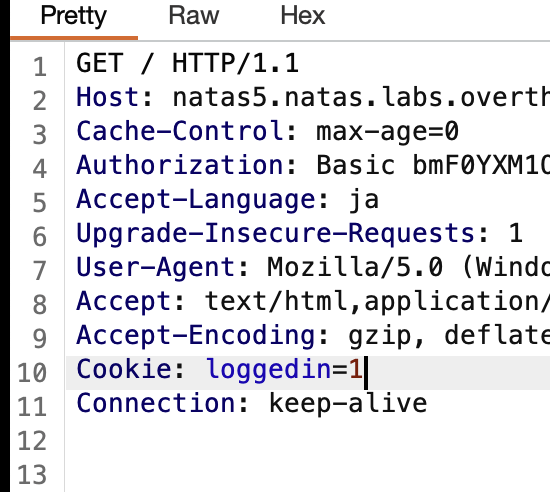 Pretty Raw Hex
1 GET / HTTP/1.1
2 Host: natas5.natas.labs.overth
3 Cache-Control: max-age=0
4 Authorization: Basic bmF0YXM1O
5 Accept-Language: ja
6 Upgrade-Insecure-Requests: 1
7 User-Agent: Mozilla/5.0 (Windo
8 Accept: text/html,application/
9 Accept-Encoding: gzip, deflate
10 Cookie: loggedin=1
11 Connection: keep-alive
12
13